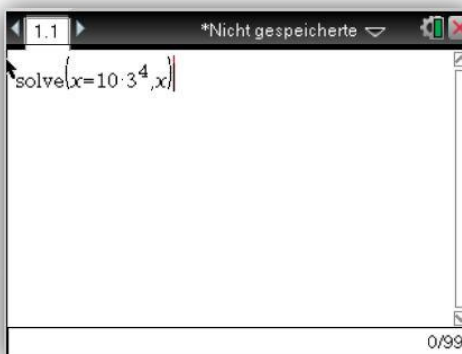 1.1 *Nicht gespeicherte
solve(x=10·3⁴,x)
0/99